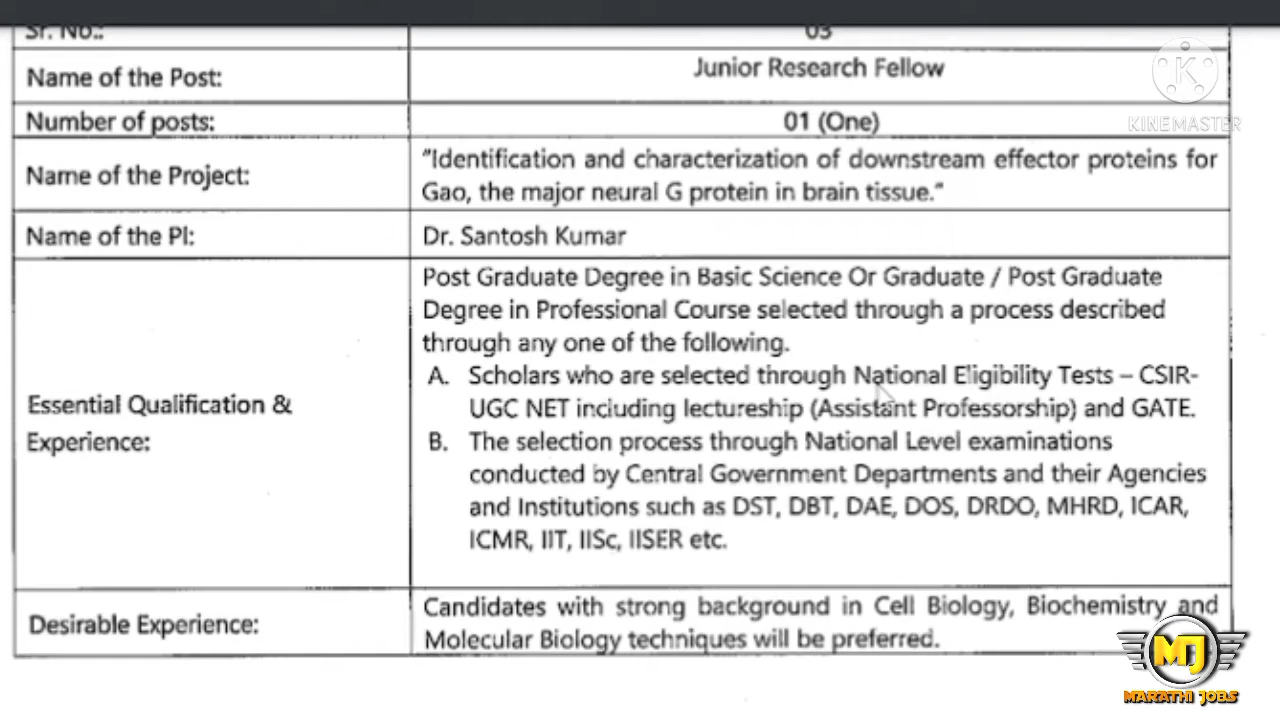 Sr. No.: 03
Name of the Post: Junior Research Fellow
Number of posts: 01 (One)
Name of the Project: "Identification and characterization of downstream effector proteins for
Gao, the major neural G protein in brain tissue."
Name of the PI: Dr. Santosh Kumar
Essential Qualification &
Experience:
Post Graduate Degree in Basic Science Or Graduate / Post Graduate
Degree in Professional Course selected through a process described
through any one of the following.
A. Scholars who are selected through National Eligibility Tests – CSIR-
UGC NET including lectureship (Assistant Professorship) and GATE.
B. The selection process through National Level examinations
conducted by Central Government Departments and their Agencies
and Institutions such as DST, DBT, DAE, DOS, DRDO, MHRD, ICAR,
ICMR, IIT, IISc, IISER etc.
Desirable Experience: Candidates with strong background in Cell Biology, Biochemistry and
Molecular Biology techniques will be preferred.
K
KINEMASTER
MJ
MARATHI JOBS